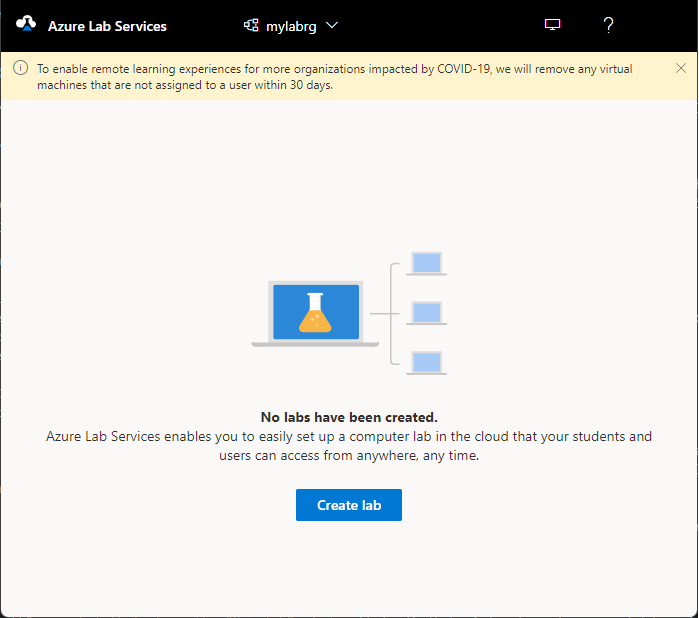 Azure Lab Services
mylabrg
?
To enable remote learning experiences for more organizations impacted by COVID-19, we will remove any virtual
machines that are not assigned to a user within 30 days.
No labs have been created.
Azure Lab Services enables you to easily set up a computer lab in the cloud that your students and
users can access from anywhere, any time.
Create lab